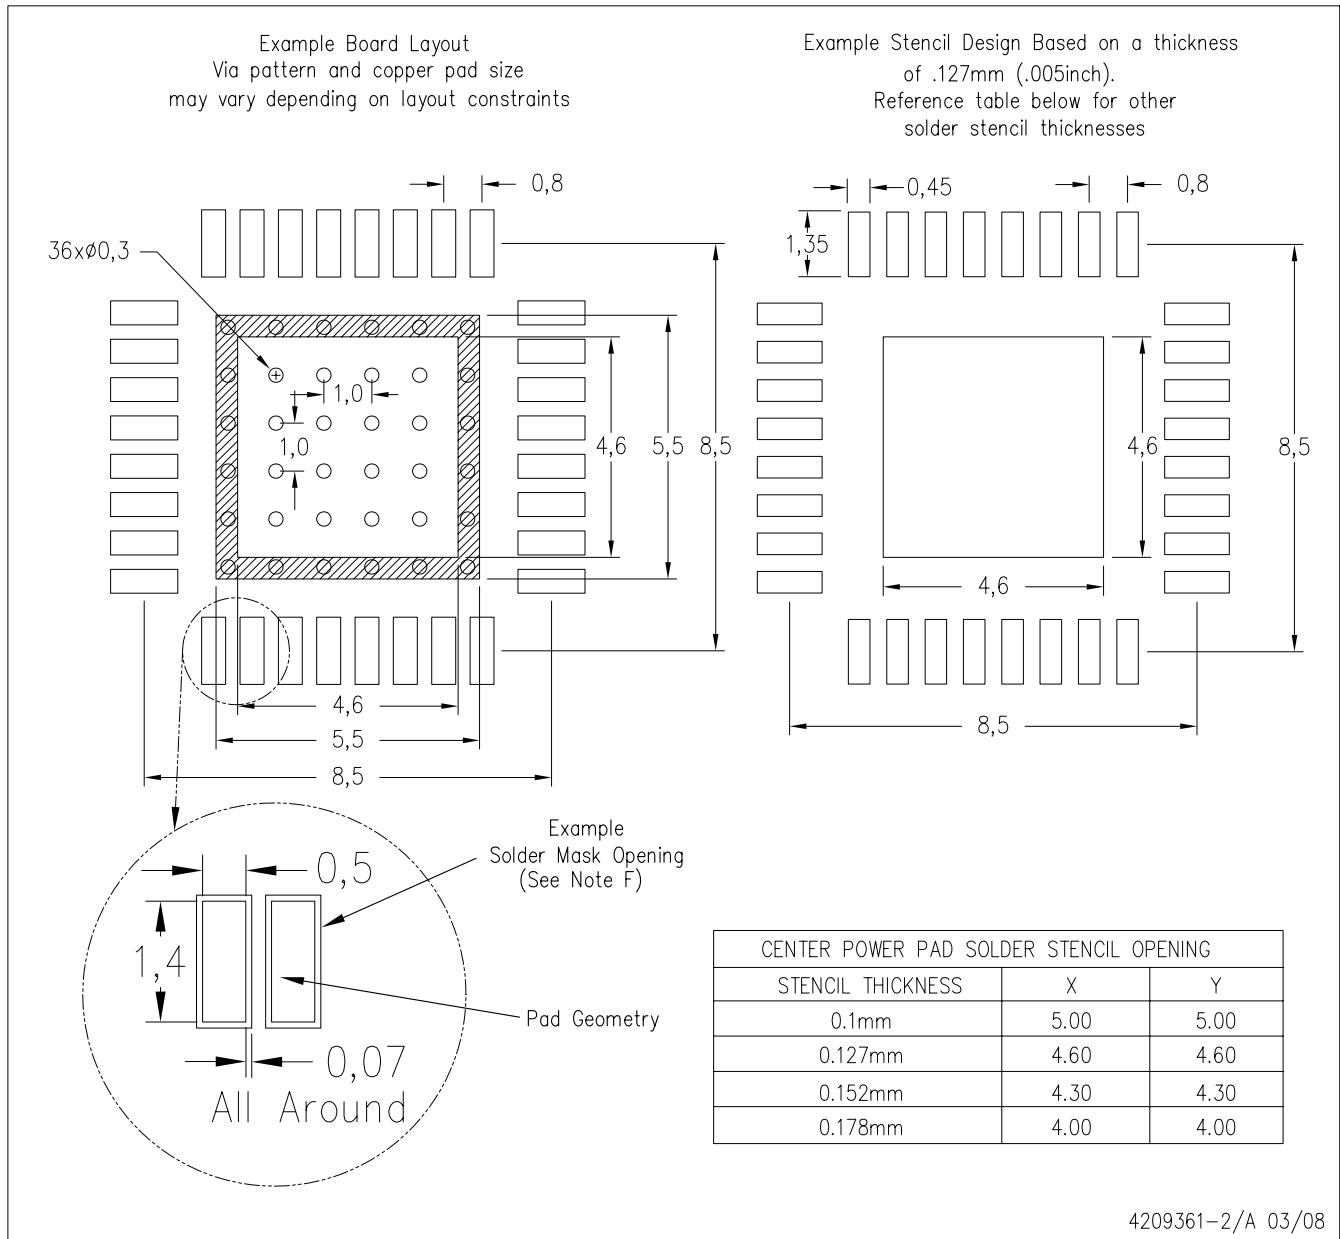 Example Board Layout
Via pattern and copper pad size
may vary depending on layout constraints
Example Stencil Design Based on a thickness
of .127mm (.005inch).
Reference table below for other
solder stencil thicknesses
0,8
36xø0,3
1,0
1,0
4,6
5,5
8,5
4,6
5,5
8,5
0,45
0,8
1,35
4,6
8,5
4,6
8,5
Example
Solder Mask Opening
(See Note F)
0,5
1,4
Pad Geometry
0,07
All Around
CENTER POWER PAD SOLDER STENCIL OPENING
STENCIL THICKNESS X Y
0.1mm 5.00 5.00
0.127mm 4.60 4.60
0.152mm 4.30 4.30
0.178mm 4.00 4.00
4209361-2/A 03/08